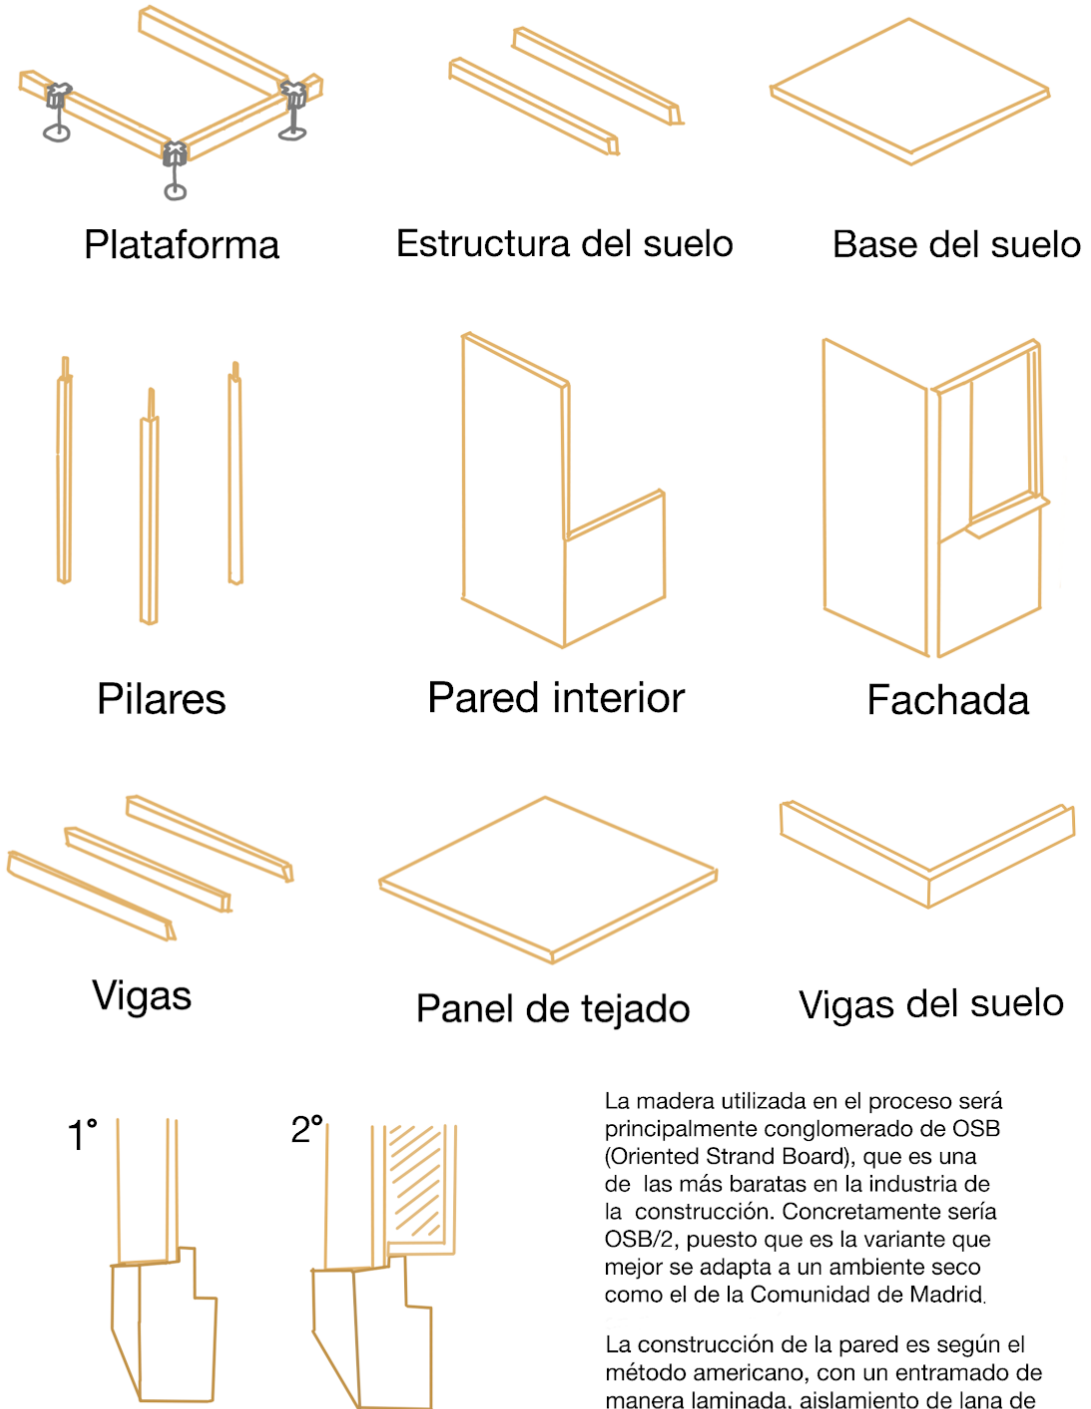 Plataforma
Estructura del suelo
Base del suelo
Pilares
Pared interior
Fachada
Vigas
Panel de tejado
Vigas del suelo
1°
2°
La madera utilizada en el proceso será
principalmente conglomerado de OSB
(Oriented Strand Board), que es una
de las más baratas en la industria de
la construcción. Concretamente sería
OSB/2, puesto que es la variante que
mejor se adapta a un ambiente seco
como el de la Comunidad de Madrid.
La construcción de la pared es según el
método americano, con un entramado de
manera laminada, aislamiento de lana de